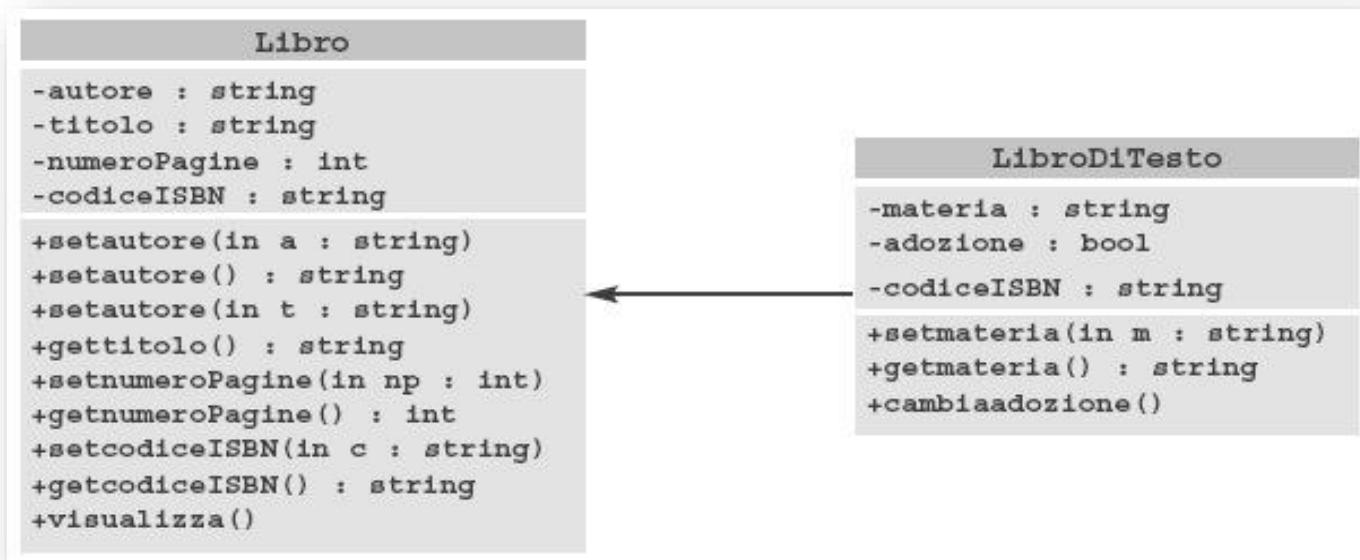 Libro
-autore : string
-titolo : string
-numeroPagine : int
-codiceISBN : string
+setautore(in a : string)
+setautore() : string
+setautore(in t : string)
+gettitolo() : string
+setnumeroPagine(in np : int)
+getnumeroPagine() : int
+setcodiceISBN(in c : string)
+getcodiceISBN() : string
+visualizza()
LibroDiTesto
-materia : string
-adozione : bool
-codiceISBN : string
+setmateria(in m : string)
+getmateria() : string
+cambiaadozione()